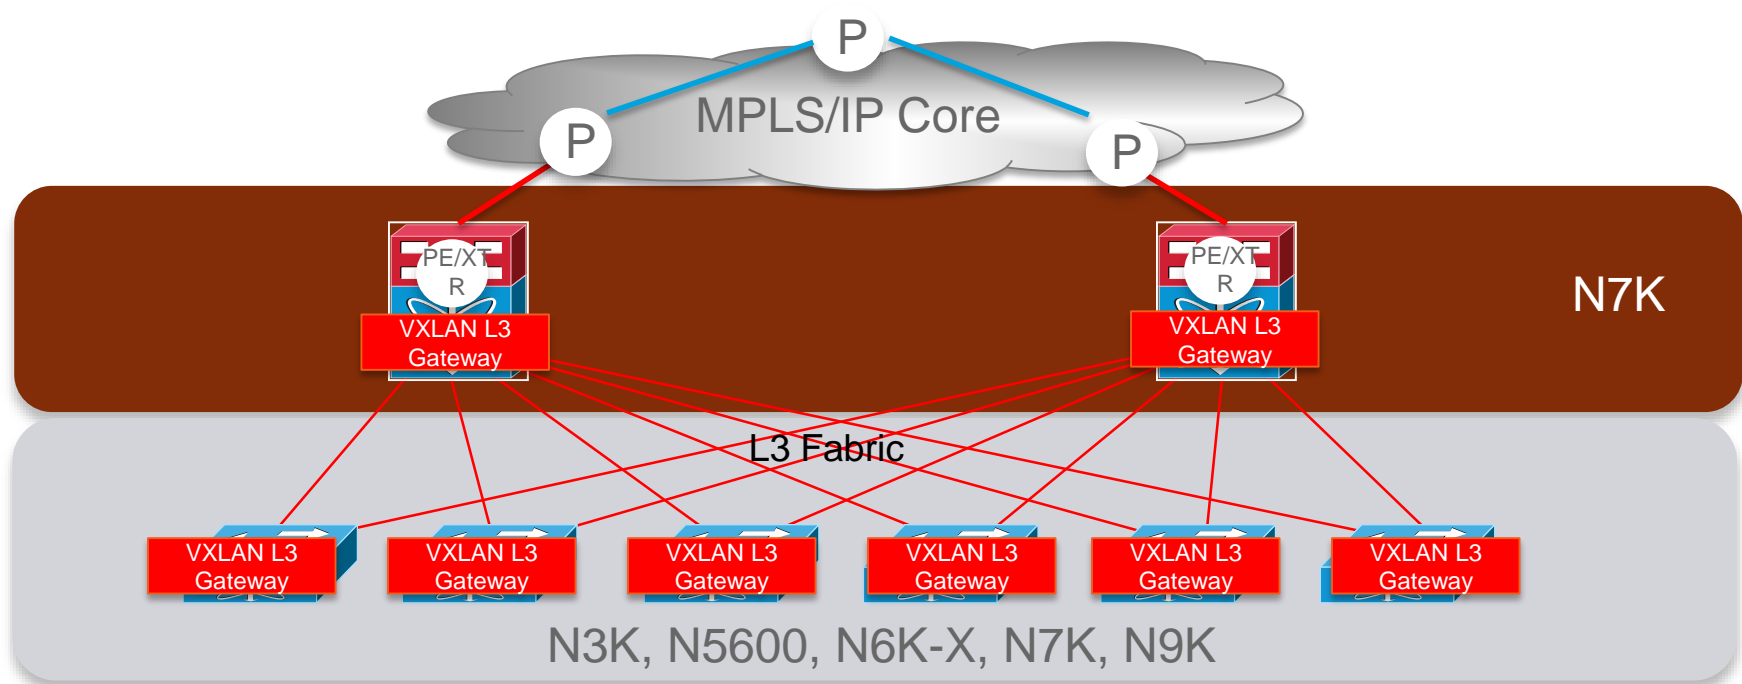 P
MPLS/IP Core
P
P
PE/XT
R
PE/XT
R
N7K
VXLAN L3
Gateway
VXLAN L3
Gateway
L3 Fabric
VXLAN L3
Gateway
VXLAN L3
Gateway
VXLAN L3
Gateway
VXLAN L3
Gateway
VXLAN L3
Gateway
VXLAN L3
Gateway
N3K, N5600, N6K-X, N7K, N9K